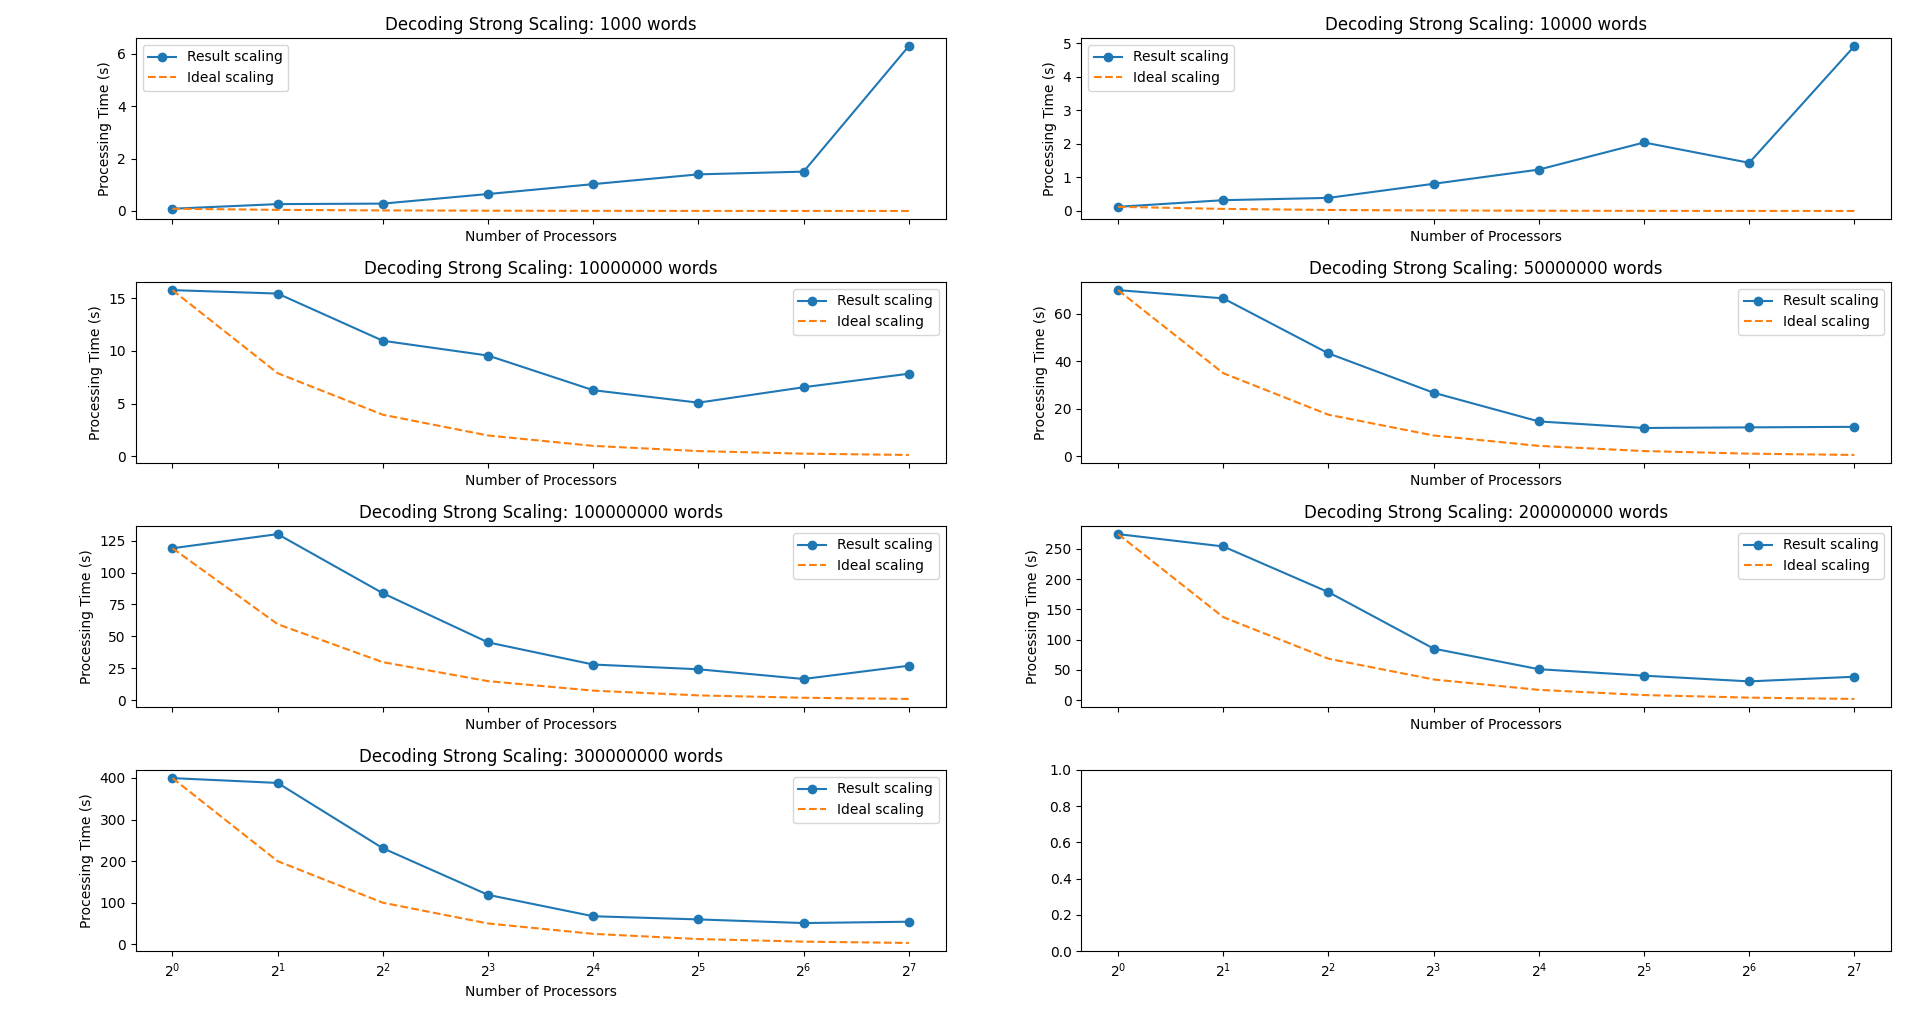 Decoding Strong Scaling: 1000 words
Processing Time (s)
6
4
2
0
Result scaling
Ideal scaling
Number of Processors
Decoding Strong Scaling: 10000 words
Processing Time (s)
5
4
3
2
1
0
Result scaling
Ideal scaling
Number of Processors
Decoding Strong Scaling: 10000000 words
Processing Time (s)
15
10
5
0
Result scaling
Ideal scaling
Number of Processors
Decoding Strong Scaling: 50000000 words
Processing Time (s)
60
40
20
0
Result scaling
Ideal scaling
Number of Processors
Decoding Strong Scaling: 100000000 words
Processing Time (s)
125
100
75
50
25
0
Result scaling
Ideal scaling
Number of Processors
Decoding Strong Scaling: 200000000 words
Processing Time (s)
250
200
150
100
50
0
Result scaling
Ideal scaling
Number of Processors
Decoding Strong Scaling: 300000000 words
Processing Time (s)
400
300
200
100
0
Result scaling
Ideal scaling
2⁰ 2¹ 2² 2³ 2⁴ 2⁵ 2⁶ 2⁷
Number of Processors
1.0
0.8
0.6
0.4
0.2
0.0
2⁰ 2¹ 2² 2³ 2⁴ 2⁵ 2⁶ 2⁷